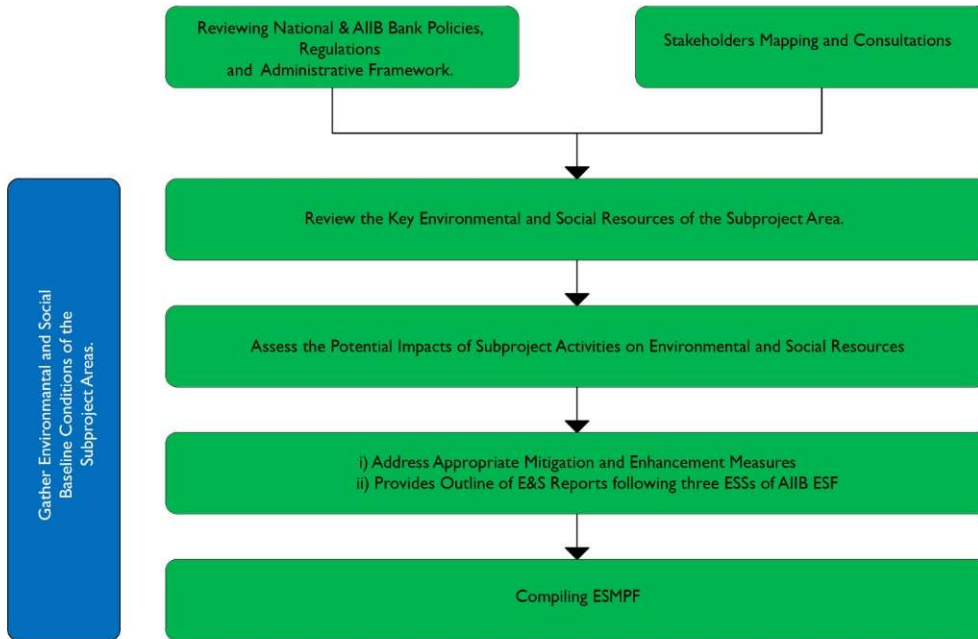 Reviewing National & AIIB Bank Policies,
Regulations
and Administrative Framework.
Stakeholders Mapping and Consultations
Gather Environmantal and Social
Baseline Conditions of the
Subproject Areas.
Review the Key Environmental and Social Resources of the Subproject Area.
Assess the Potential Impacts of Subproject Activities on Environmental and Social Resources
i) Address Appropriate Mitigation and Enhancement Measures
ii) Provides Outline of E&S Reports following three ESSs of AIIB ESF
Compiling ESMPF